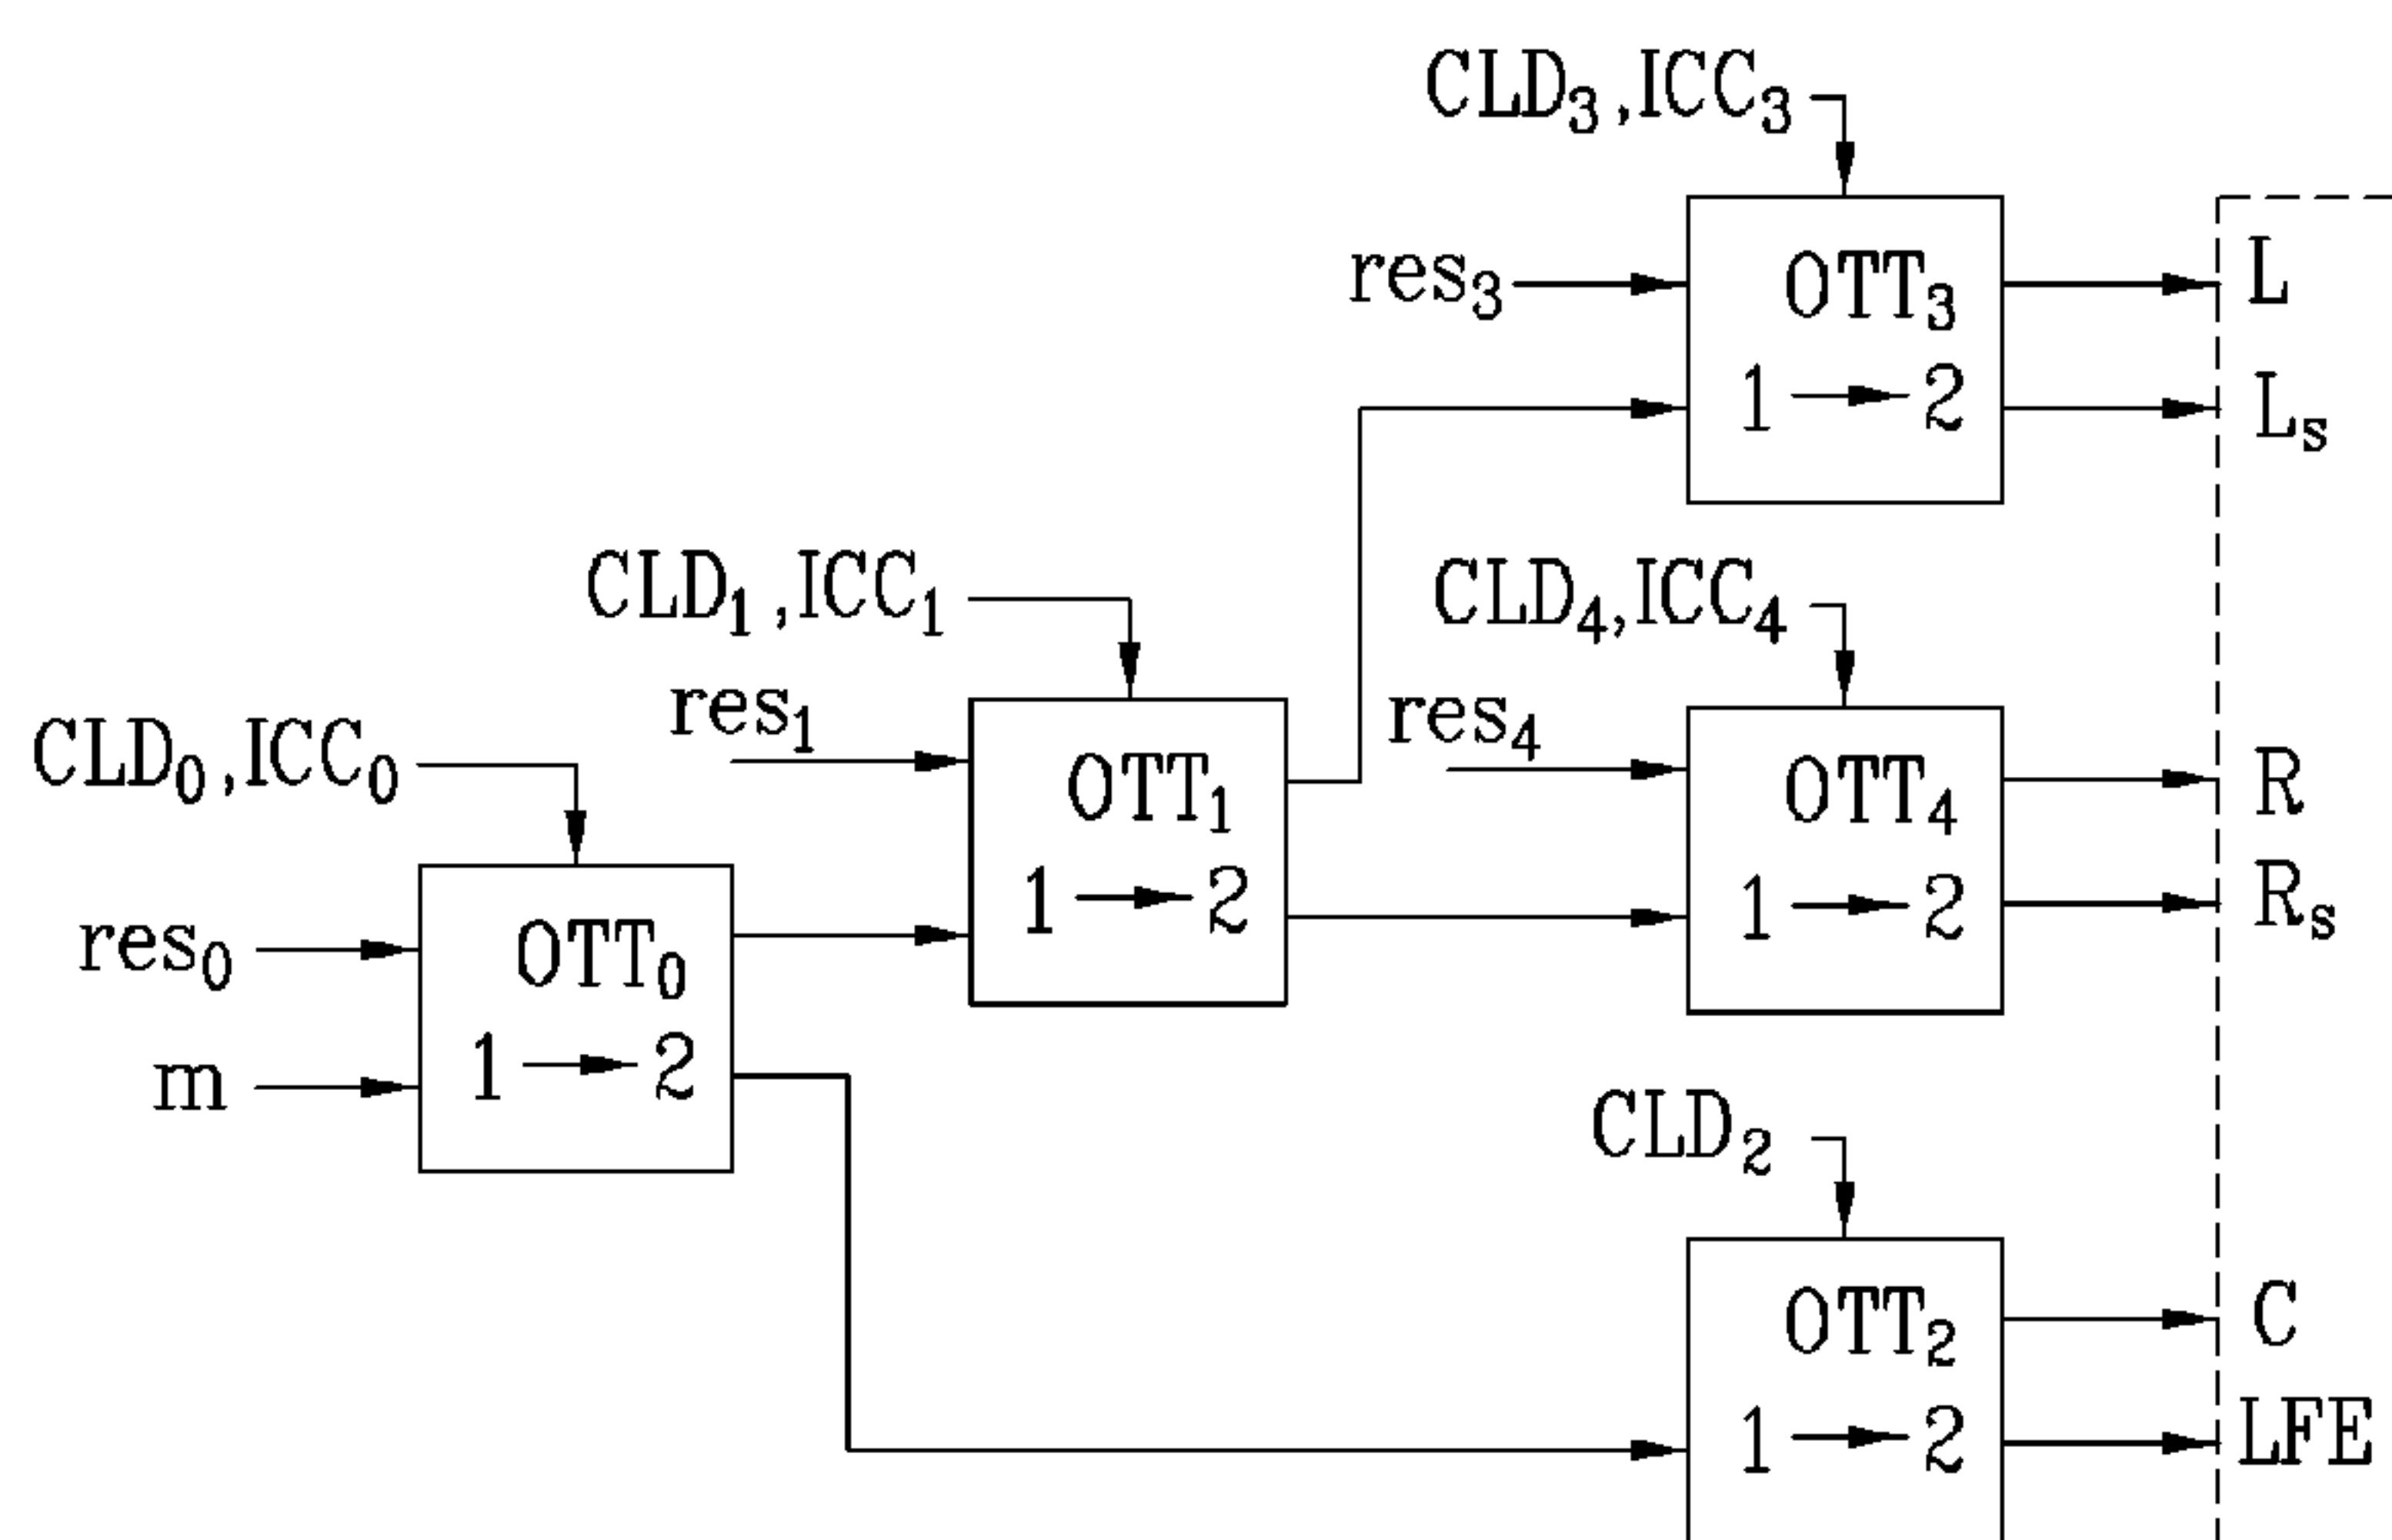 CLD₃,ICC₃
res₃
OTT₃
1 → 2
L
Lₛ
CLD₁,ICC₁
res₁
OTT₁
1 → 2
CLD₄,ICC₄
res₄
OTT₄
1 → 2
R
Rₛ
CLD₀,ICC₀
res₀
m
OTT₀
1 → 2
CLD₂
OTT₂
1 → 2
C
LFE